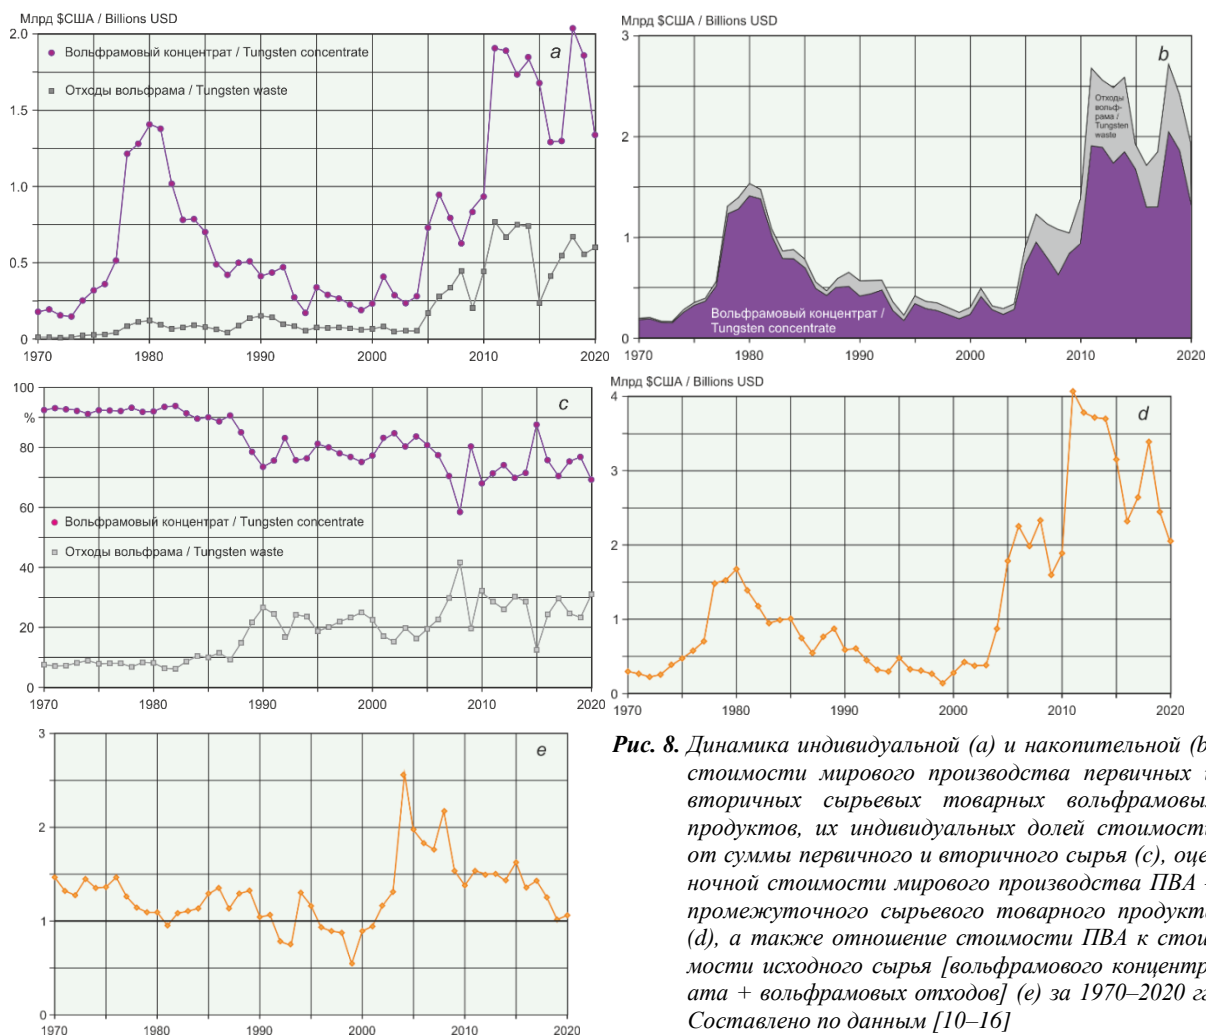 Млрд $США / Billions USD
2.0
1.5
1.0
0.5
0
Вольфрамовый концентрат / Tungsten concentrate
a
Отходы вольфрама / Tungsten waste
1970 1980 1990 2000 2010 2020
Млрд $США / Billions USD
3
2
1
0
b
Отходы
вольф-
рама /
Tungsten
waste
Вольфрамовый концентрат /
Tungsten concentrate
1970 1980 1990 2000 2010 2020
100
%
80
60
40
20
0
c
Вольфрамовый концентрат / Tungsten concentrate
Отходы вольфрама / Tungsten waste
1970 1980 1990 2000 2010 2020
Млрд $США / Billions USD
4
3
2
1
0
d
1970 1980 1990 2000 2010 2020
3
2
1
0
e
1970 1980 1990 2000 2010 2020
Рис. 8. Динамика индивидуальной (a) и накопительной (b)
стоимости мирового производства первичных
вторичных сырьевых товарных вольфрамовы
продуктов, их индивидуальных долей стоимост
от суммы первичного и вторичного сырья (c), оце
ночной стоимости мирового производства ПВА
промежуточного сырьевого товарного продукт
(d), а также отношение стоимости ПВА к стои
мости исходного сырья [вольфрамового концентр
ата + вольфрамовых отходов] (e) за 1970–2020 гг
Составлено по данным [10–16]